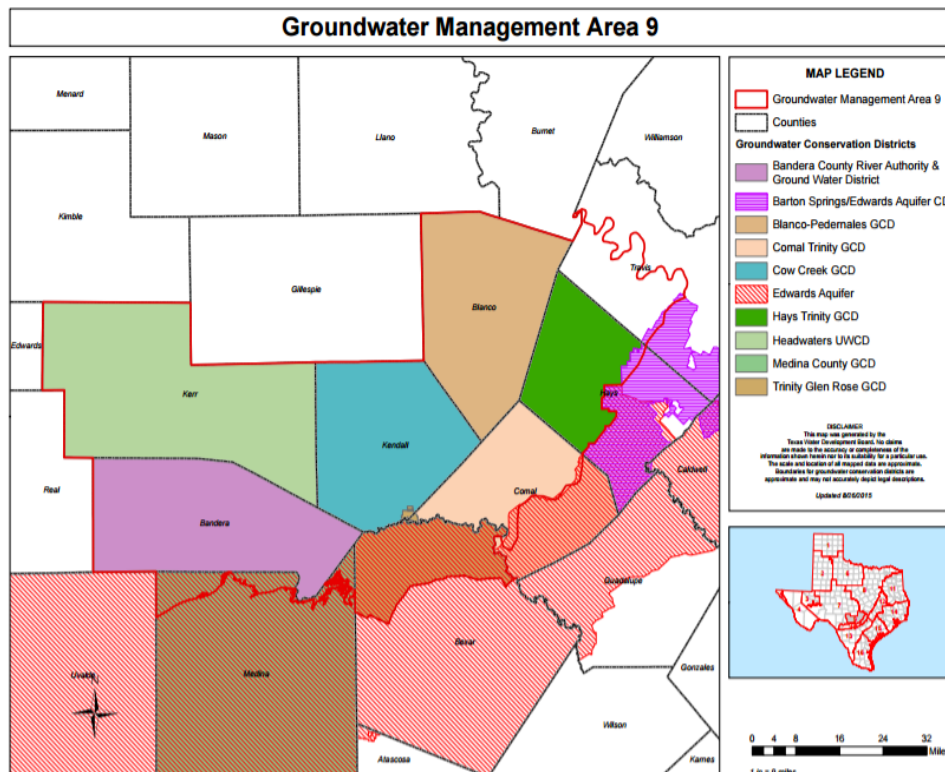 Groundwater Management Area 9
Menard
Mason
Llano
Burnet
Williamson
Kimble
Gillespie
Blanco
Travis
Edwards
Kerr
Kendall
Hays
Real
Bandera
Comal
Caldwell
Uvalde
N
Medina
Bexar
Guadalupe
Gonzales
Atascosa
Wilson
Karnes
MAP LEGEND
Groundwater Management Area 9
Counties
Groundwater Conservation Districts
Bandera County River Authority &
Ground Water District
Barton Springs/Edwards Aquifer CD
Blanco-Pedernales GCD
Comal Trinity GCD
Cow Creek GCD
Edwards Aquifer
Hays Trinity GCD
Headwaters UWCD
Medina County GCD
Trinity Glen Rose GCD
DISCLAIMER
This map was generated by the
Texas Water Development Board. No claims
are made to the accuracy or completeness of the
information shown herein nor to its suitability for a particular use.
The scale and location of all mapped data are approximate.
Boundaries for groundwater conservation districts are
approximate and may not accurately depict legal descriptions.
Updated 8/26/2015
0 4 8 16 24 32
Mile